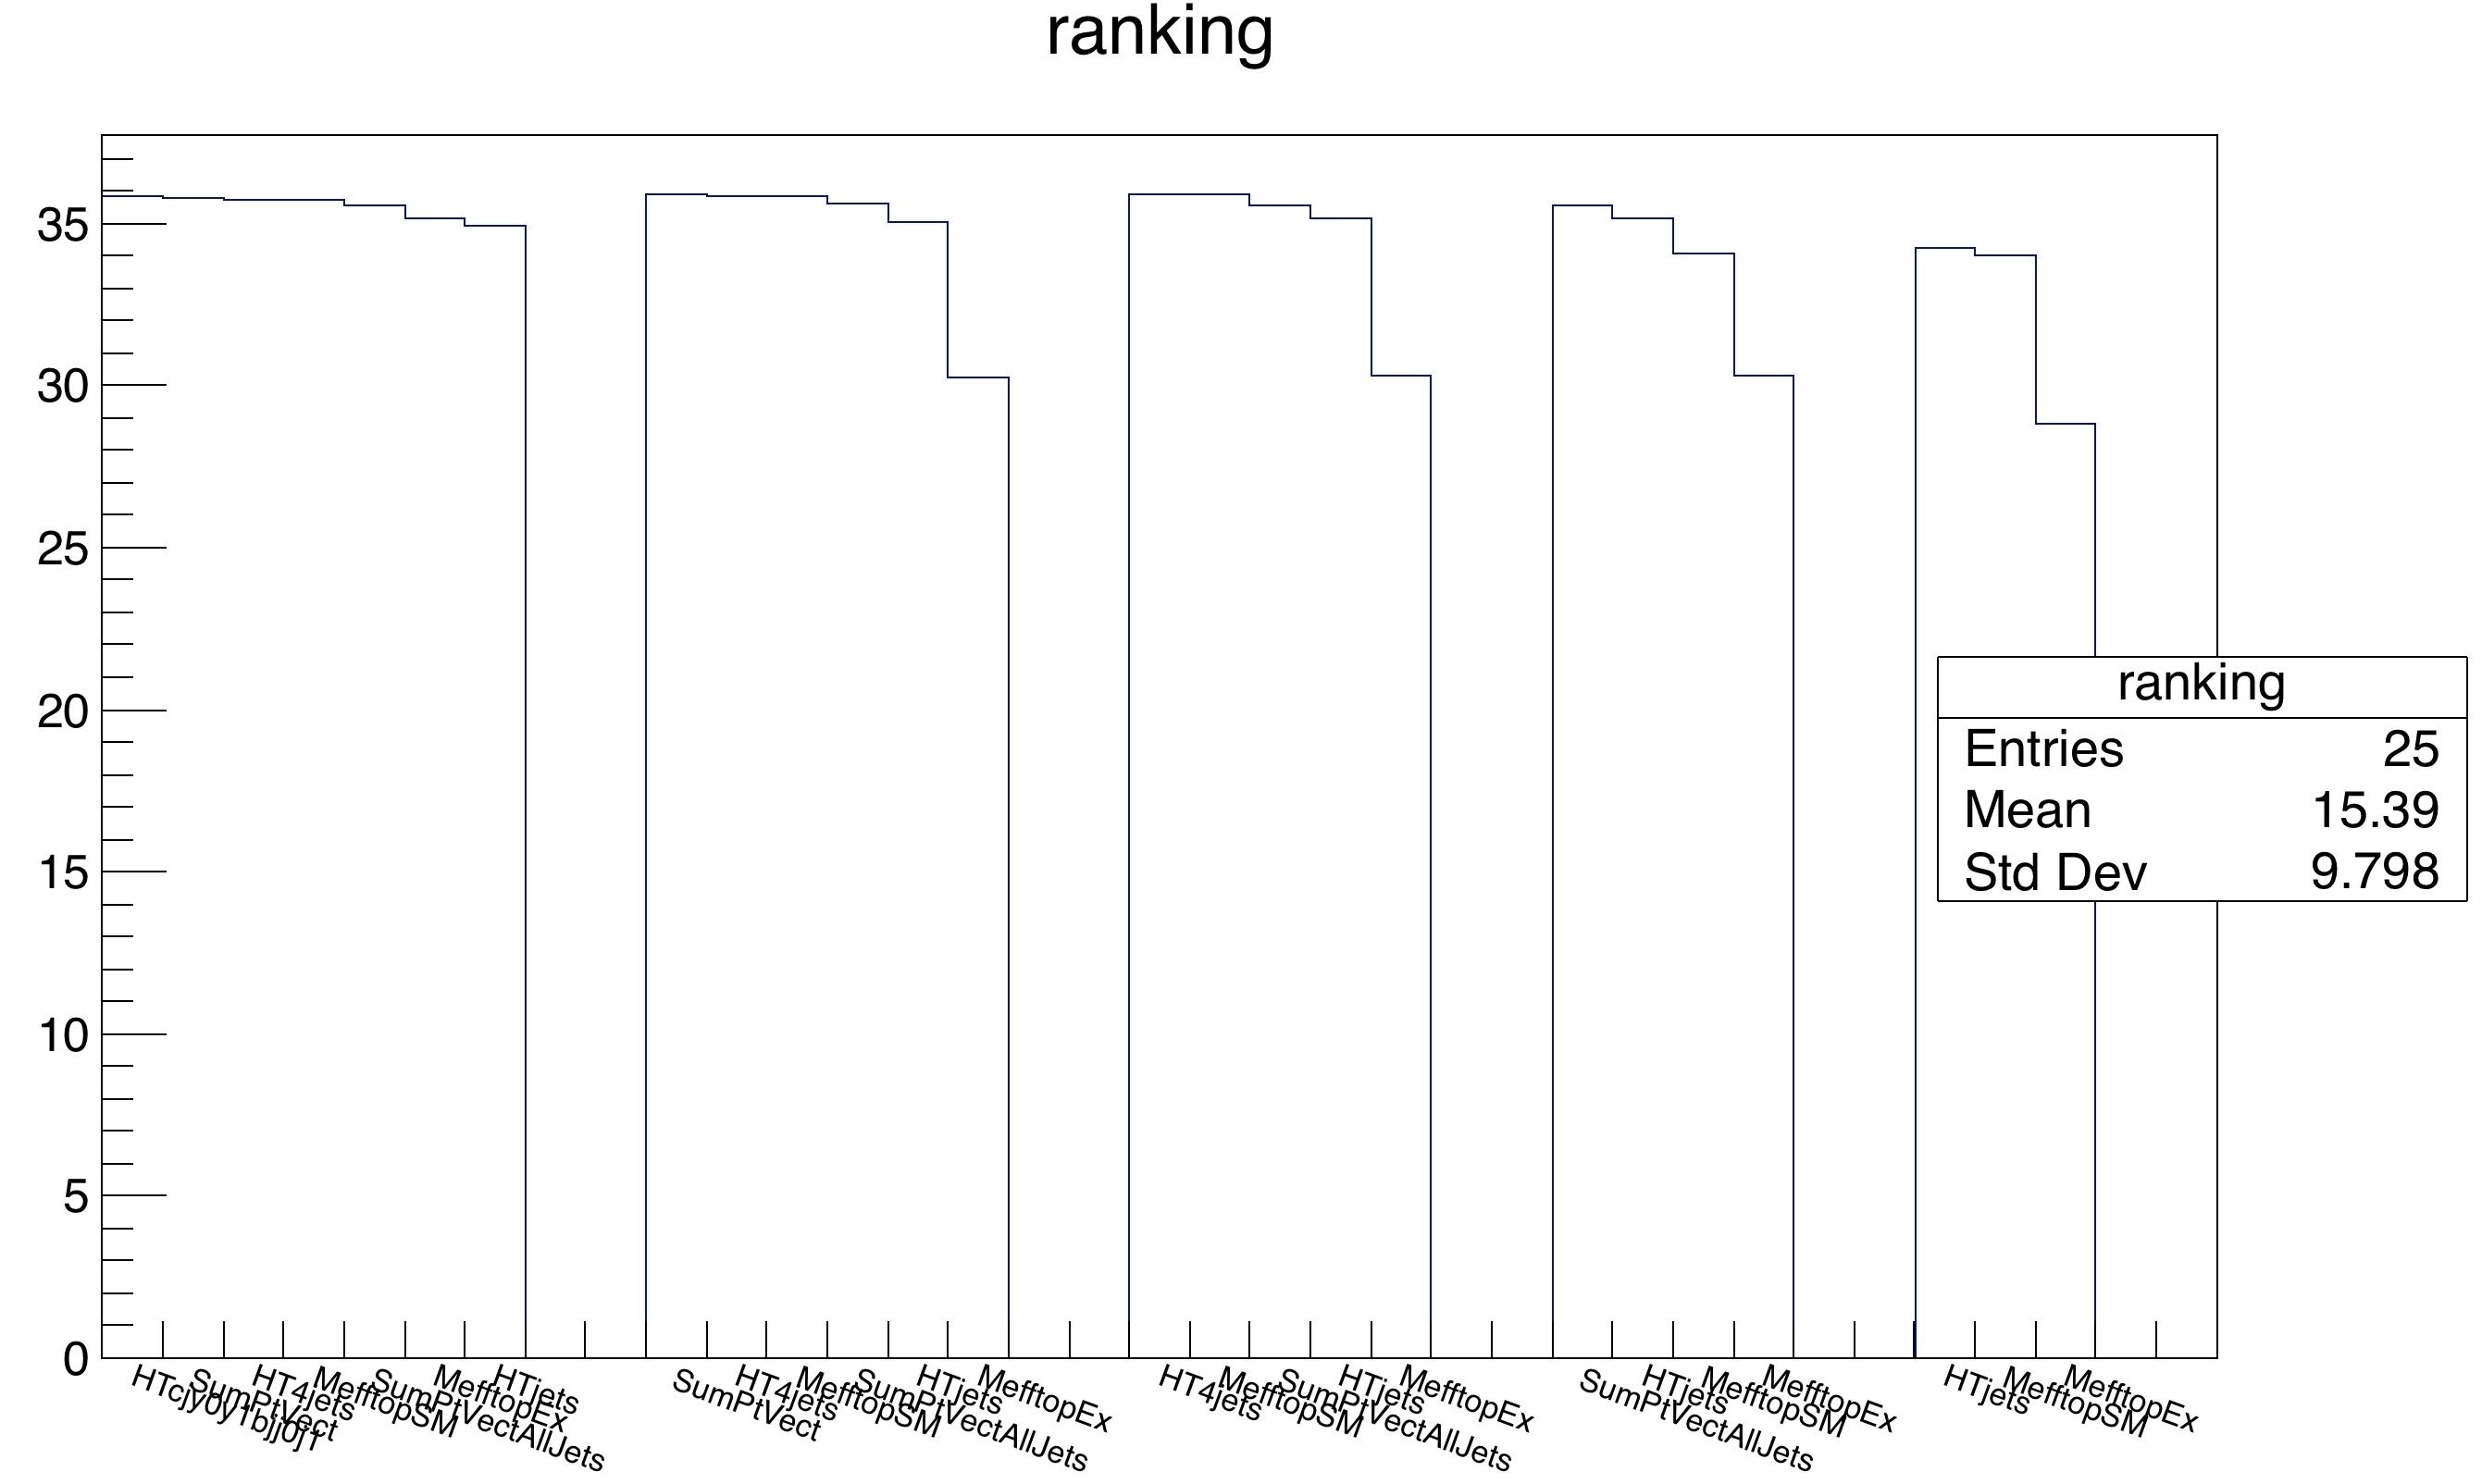 ranking
35
30
25
20
15
10
5
0
ranking
Entries 25
Mean 15.39
Std Dev 9.798
SumPtVect
HT4jets
MefftopSM
SumPtVectAllJets
MefftopEx
HTjets
SumPtVect
HT4jets
MefftopSM
SumPtVectAllJets
HTjets
MefftopEx
HT4jets
MefftopSM
SumPtVectAllJets
HTjets
MefftopEx
SumPtVectAllJets
HTjets
MefftopSM
MefftopEx
HTjets
MefftopSM
MefftopEx